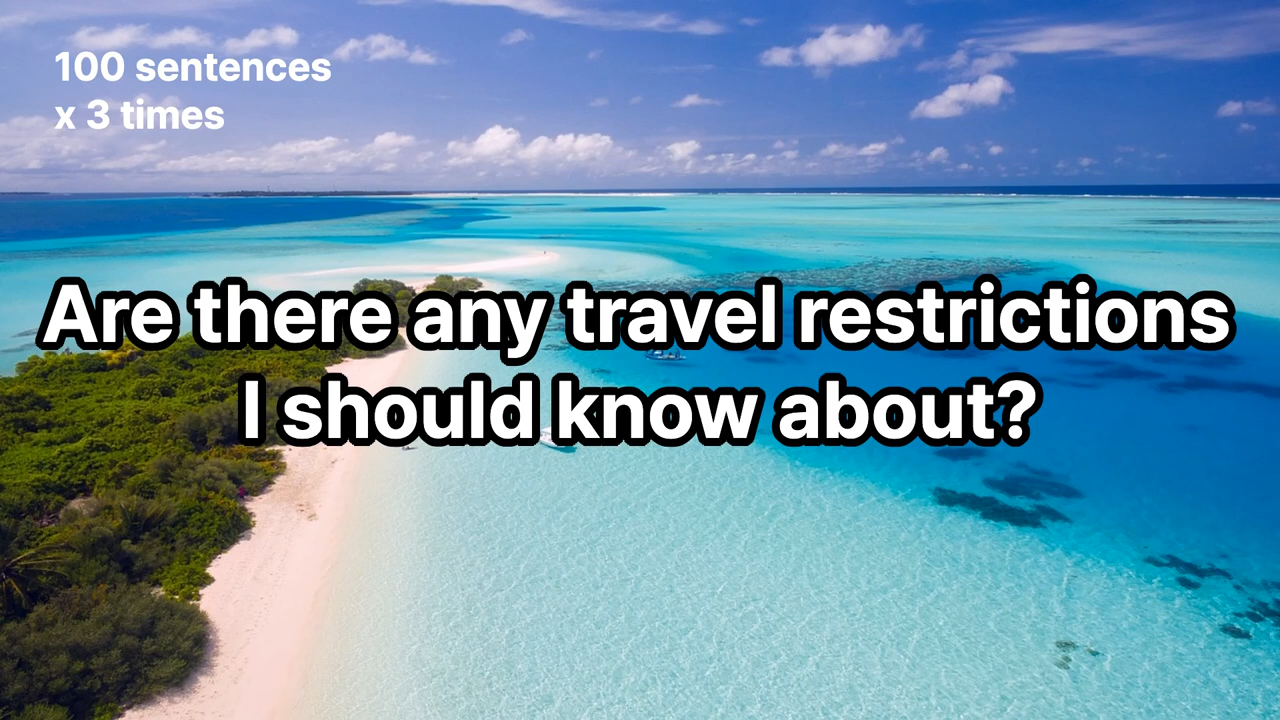 100 sentences
x 3 times
Are there any travel restrictions
I should know about?